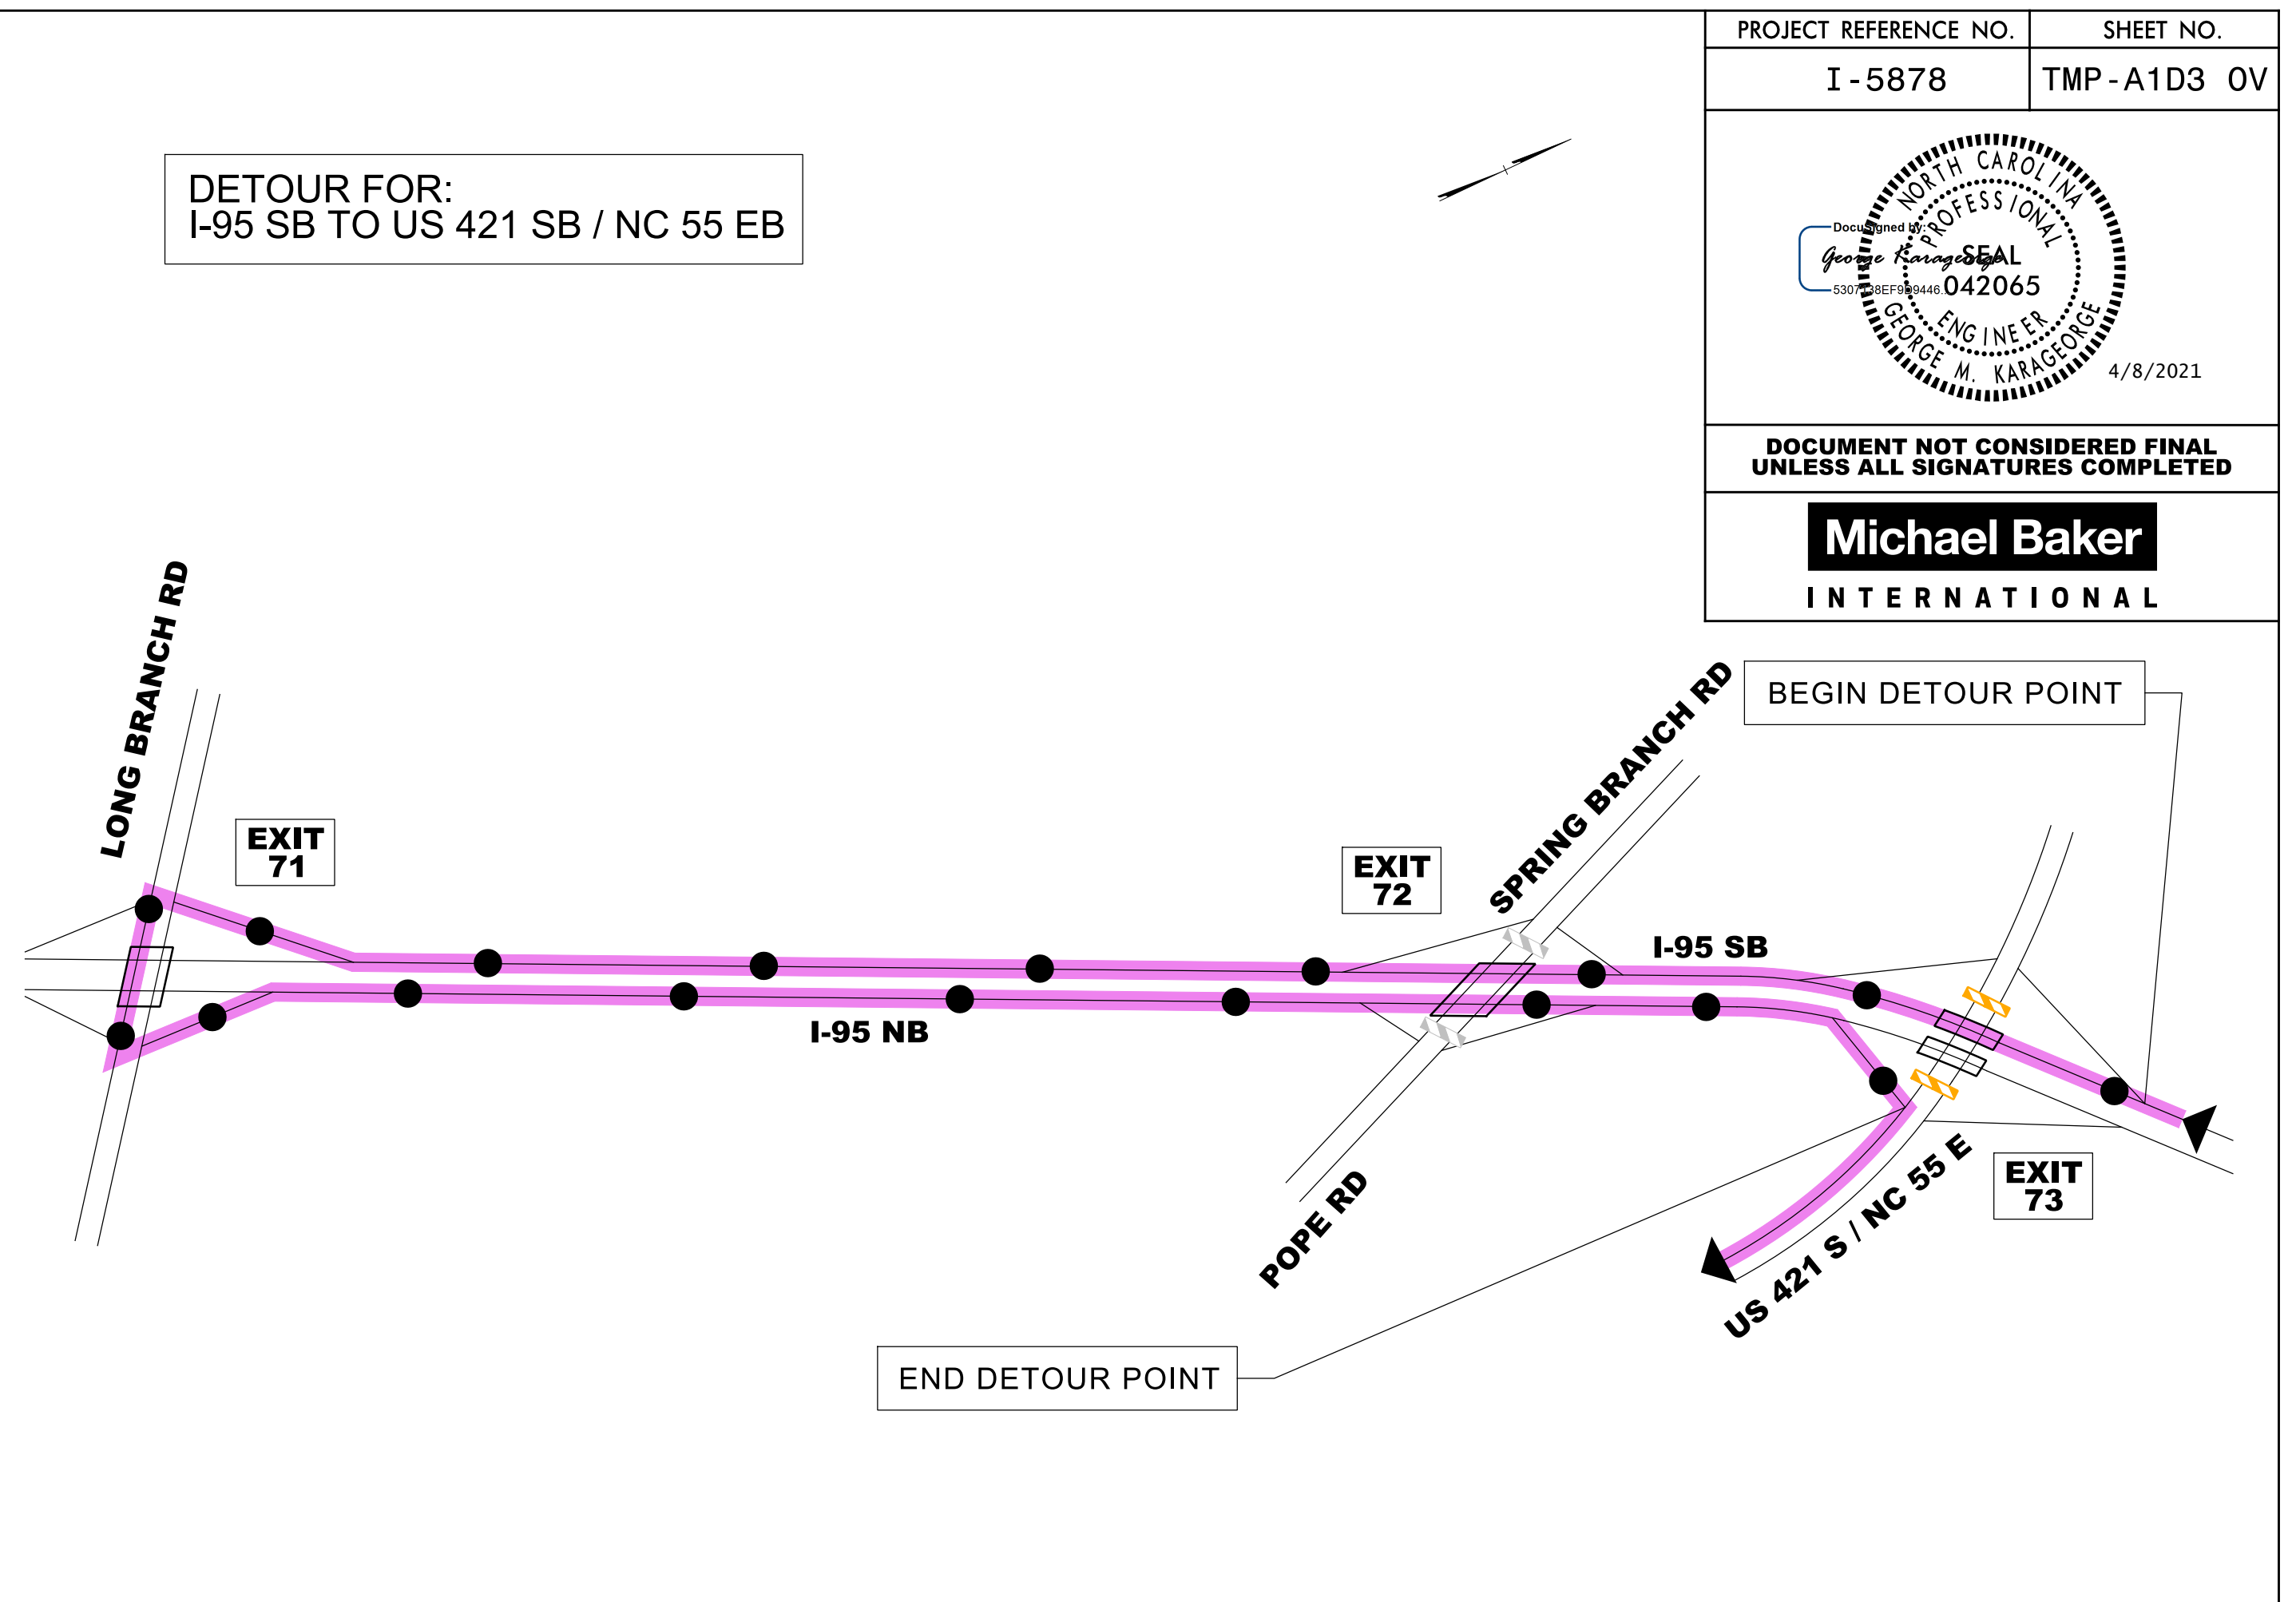 PROJECT REFERENCE NO.
SHEET NO.
I-5878
TMP-A1D3 OV
DETOUR FOR:
I-95 SB TO US 421 SB / NC 55 EB
NORTH CAROLINA
PROFESSIONAL
DocuSigned by:
George Karageorge
SEAL
5307138EF9D9446...
042065
ENGINEER
GEORGE M. KARAGEORGE
4/8/2021
DOCUMENT NOT CONSIDERED FINAL
UNLESS ALL SIGNATURES COMPLETED
Michael Baker
INTERNATIONAL
LONG BRANCH RD
EXIT
71
EXIT
72
SPRING BRANCH RD
BEGIN DETOUR POINT
I-95 SB
I-95 NB
POPE RD
US 421 S / NC 55 E
EXIT
73
END DETOUR POINT